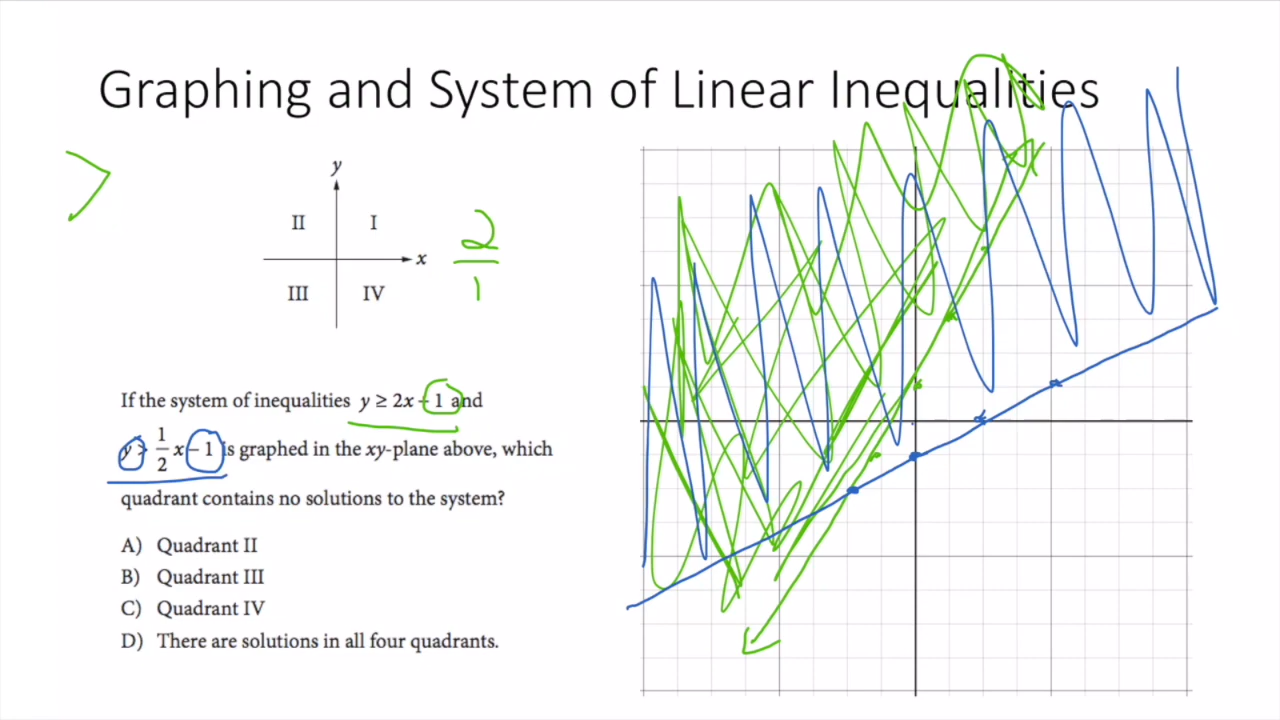 Graphing and System of Linear Inequalities
>
y
II I
x
III IV
2
1
If the system of inequalities y ≥ 2x + 1 and
y > 1/2 x − 1 is graphed in the xy-plane above, which
quadrant contains no solutions to the system?
A) Quadrant II
B) Quadrant III
C) Quadrant IV
D) There are solutions in all four quadrants.